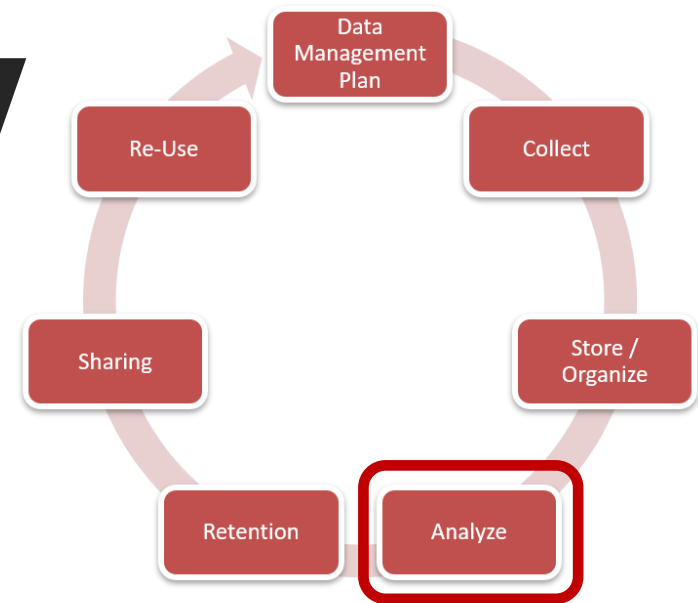 Data
Management
Plan
Collect
Store /
Organize
Analyze
Retention
Sharing
Re-Use